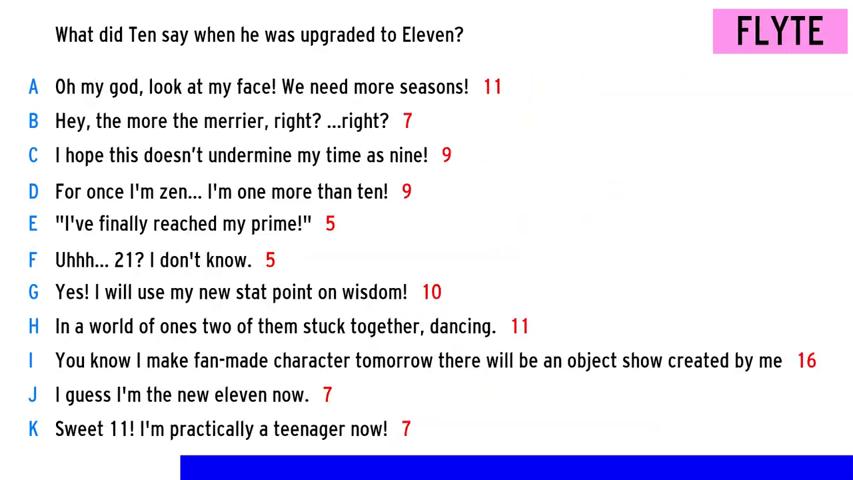 What did Ten say when he was upgraded to Eleven?
FLYTE
A Oh my god, look at my face! We need more seasons! 11
B Hey, the more the merrier, right? ...right? 7
C I hope this doesn't undermine my time as nine! 9
D For once I'm zen... I'm one more than ten! 9
E "I've finally reached my prime!" 5
F Uhhh... 21? I don't know. 5
G Yes! I will use my new stat point on wisdom! 10
H In a world of ones two of them stuck together, dancing. 11
I You know I make fan-made character tomorrow there will be an object show created by me 16
J I guess I'm the new eleven now. 7
K Sweet 11! I'm practically a teenager now! 7